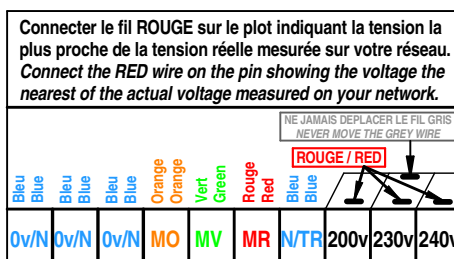 Connecter le fil ROUGE sur le plot indiquant la tension la
plus proche de la tension réelle mesurée sur votre réseau.
Connect the RED wire on the pin showing the voltage the
nearest of the actual voltage measured on your network.
NE JAMAIS DEPLACER LE FIL GRIS
NEVER MOVE THE GREY WIRE
ROUGE / RED
Bleu
Blue
Bleu
Blue
Bleu
Blue
Orange
Orange
Vert
Green
Rouge
Red
Bleu
Blue
0v/N 0v/N 0v/N MO MV MR N/TR 200v 230v 240v